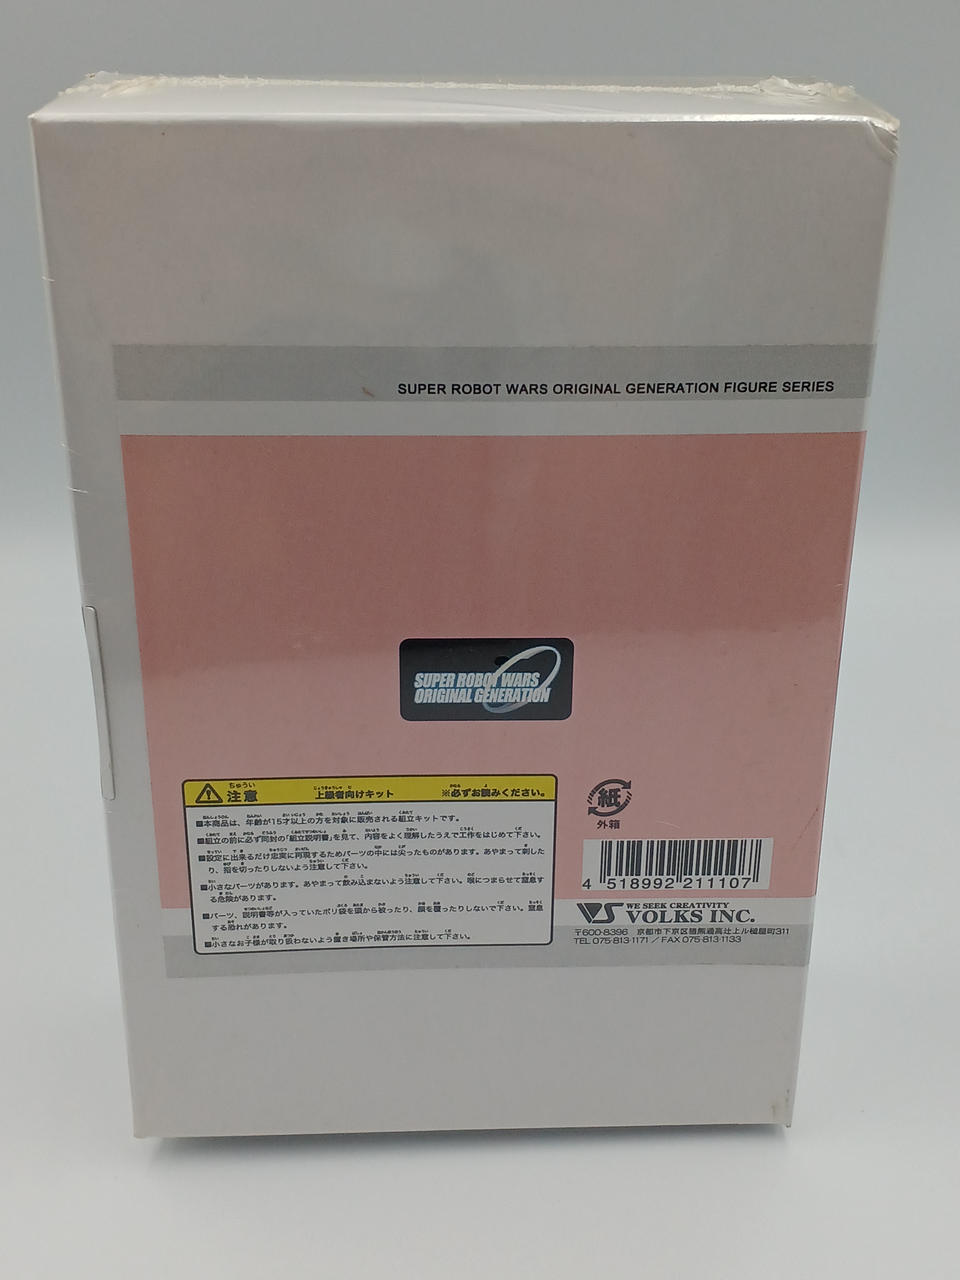 SUPER ROBOT WARS ORIGINAL GENERATION FIGURE SERIES
SUPER ROBOT WARS
ORIGINAL GENERATION
注意 上級者向けキット ※必ずお読みください。
■本商品は、年齢が15才以上の方を対象に販売される組立キットです。
■組立の前に必ず同封の「組立説明書」を見て、内容をよく理解したうえで工作をはじめて下さい。
■設定に出来るだけ忠実に再現するためパーツの中には尖ったものがあります。あやまって刺した
り、指を切ったりしないよう注意して下さい。
■小さなパーツがあります。あやまって飲み込まないよう注意して下さい。喉につまらせて窒息す
る危険があります。
■パーツ、説明書等が入っていたポリ袋を頭から被ったり、顔を覆ったりしないで下さい。窒息
する恐れがあります。
■小さなお子様が取り扱わないよう置き場所や保管方法に注意して下さい。
紙
外箱
4 518992 211107
VS WE SEEK CREATIVITY
VOLKS INC.
〒600-8396 京都市下京区猪熊通高辻上ル槌屋町311
TEL 075-813-1171 / FAX 075-813-1133